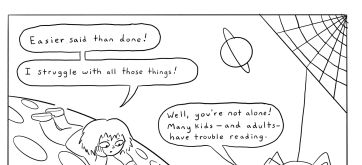 Easier said than done!
I struggle with all those things!
Well, you're not alone!
Many kids – and adults–
have trouble reading.